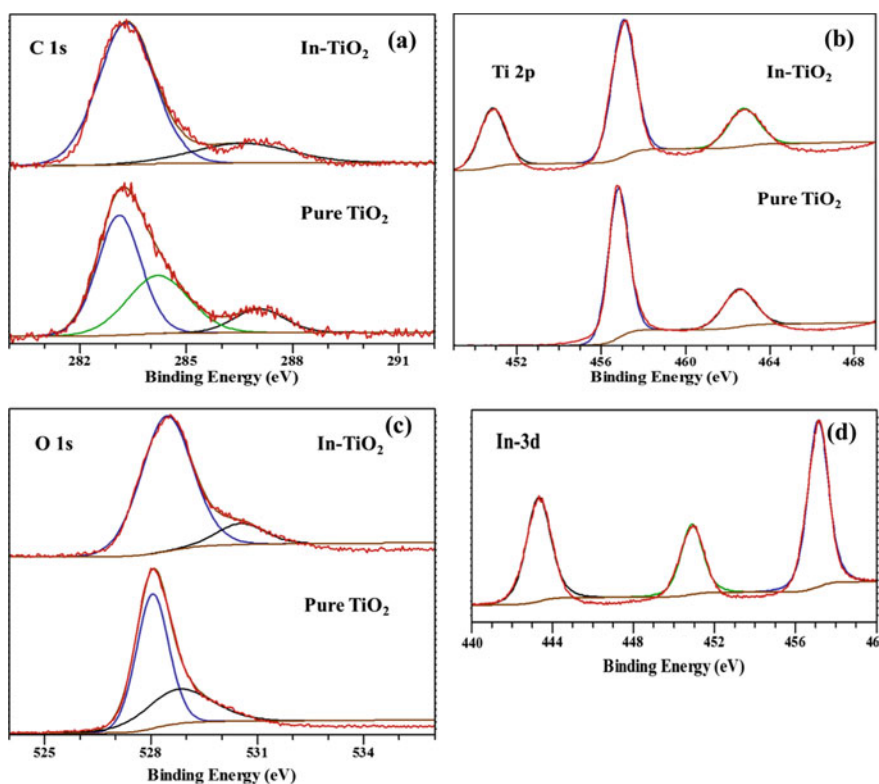 C 1s
(a)
In-TiO₂
Pure TiO₂
282 285 288 291
Binding Energy (eV)
(b)
Ti 2p
In-TiO₂
Pure TiO₂
452 456 460 464 468
Binding Energy (eV)
(c)
O 1s
In-TiO₂
Pure TiO₂
525 528 531 534
Binding Energy (eV)
In-3d
(d)
440 444 448 452 456 46
Binding Energy (eV)